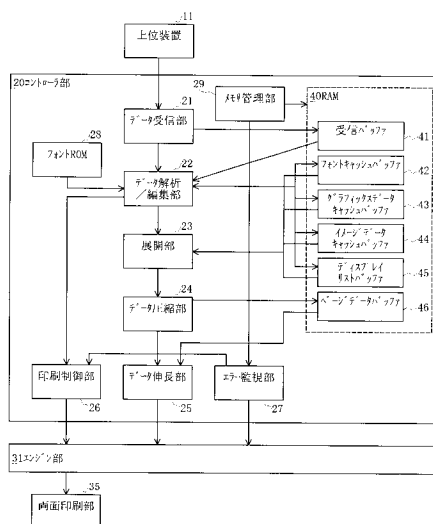 上位装置
11
20コントローラ部
21
データ受信部
29
メモリ管理部
40RAM
受信バッファ
41
28
フォントROM
22
データ解析
／編集部
フォントキャッシュバッファ
42
グラフィックスデータ
キャッシュバッファ
43
23
展開部
イメージデータ
キャッシュバッファ
44
ディスプレイ
リストバッファ
45
24
データ圧縮部
ページデータバッファ
46
印刷制御部
26
データ伸長部
25
エラー監視部
27
31エンジン部
35
両面印刷部